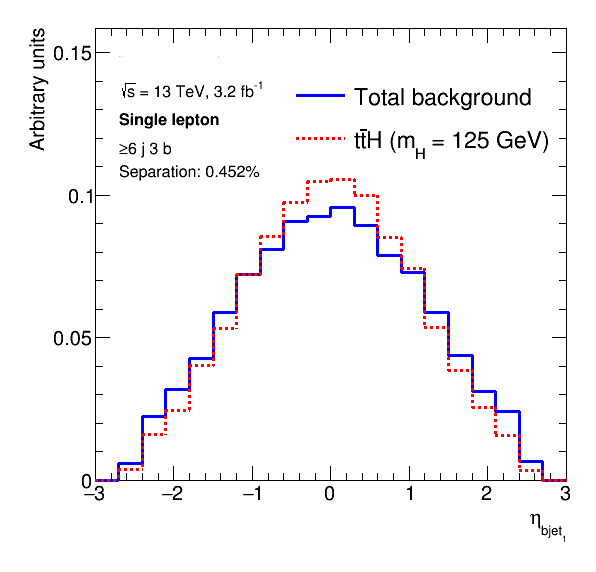 Arbitrary units
0.15
0.1
0.05
0
√s = 13 TeV, 3.2 fb⁻¹
Single lepton
≥6 j 3 b
Separation: 0.452%
Total background
tt̄H (m_H = 125 GeV)
−3 −2 −1 0 1 2 3
η_bjet₁